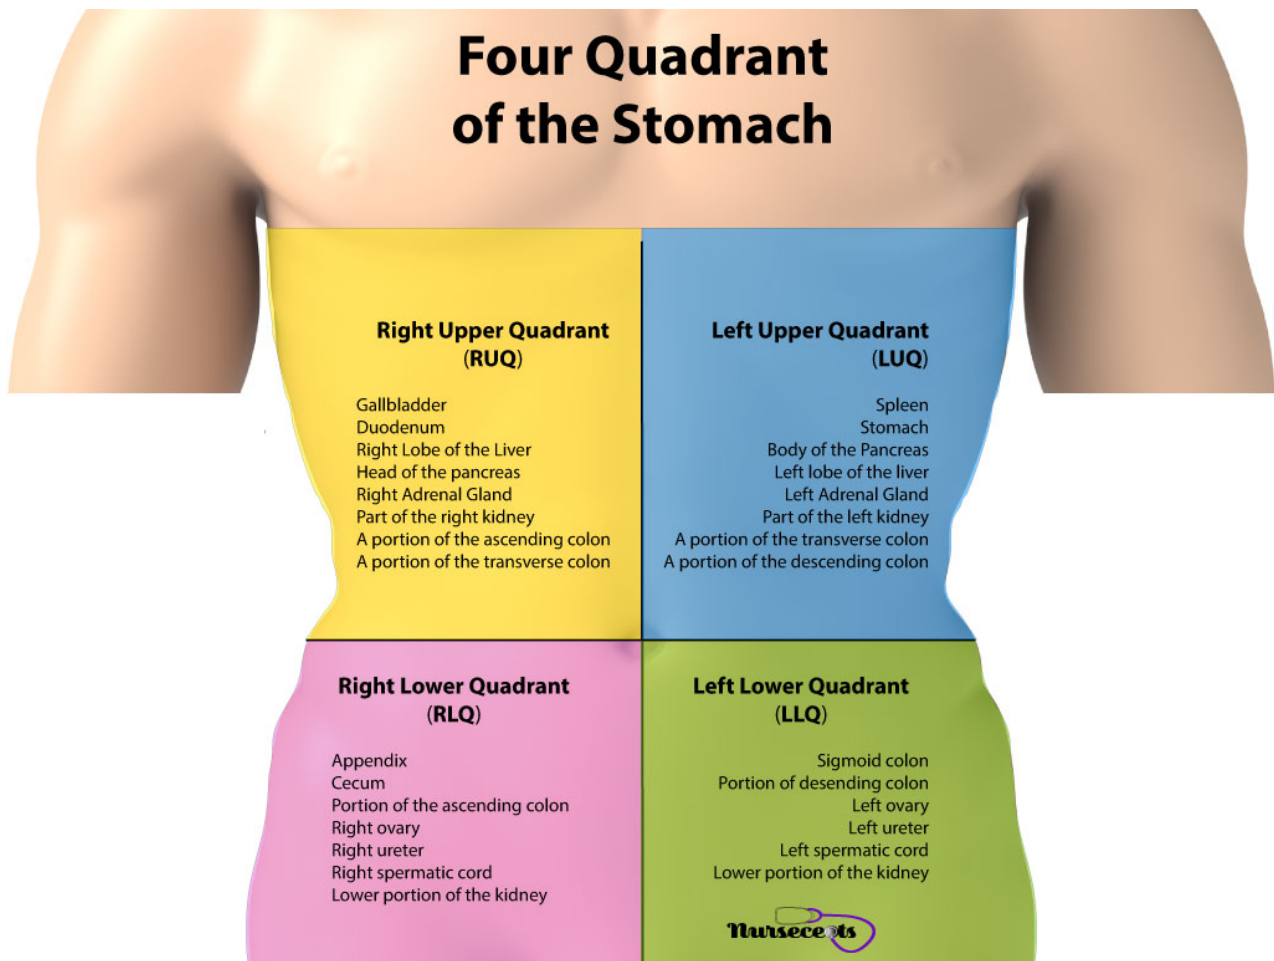 Four Quadrant
of the Stomach
Right Upper Quadrant
(RUQ)
Gallbladder
Duodenum
Right Lobe of the Liver
Head of the pancreas
Right Adrenal Gland
Part of the right kidney
A portion of the ascending colon
A portion of the transverse colon
Left Upper Quadrant
(LUQ)
Spleen
Stomach
Body of the Pancreas
Left lobe of the liver
Left Adrenal Gland
Part of the left kidney
A portion of the transverse colon
A portion of the descending colon
Right Lower Quadrant
(RLQ)
Appendix
Cecum
Portion of the ascending colon
Right ovary
Right ureter
Right spermatic cord
Lower portion of the kidney
Left Lower Quadrant
(LLQ)
Sigmoid colon
Portion of desending colon
Left ovary
Left ureter
Left spermatic cord
Lower portion of the kidney
Nursecepts